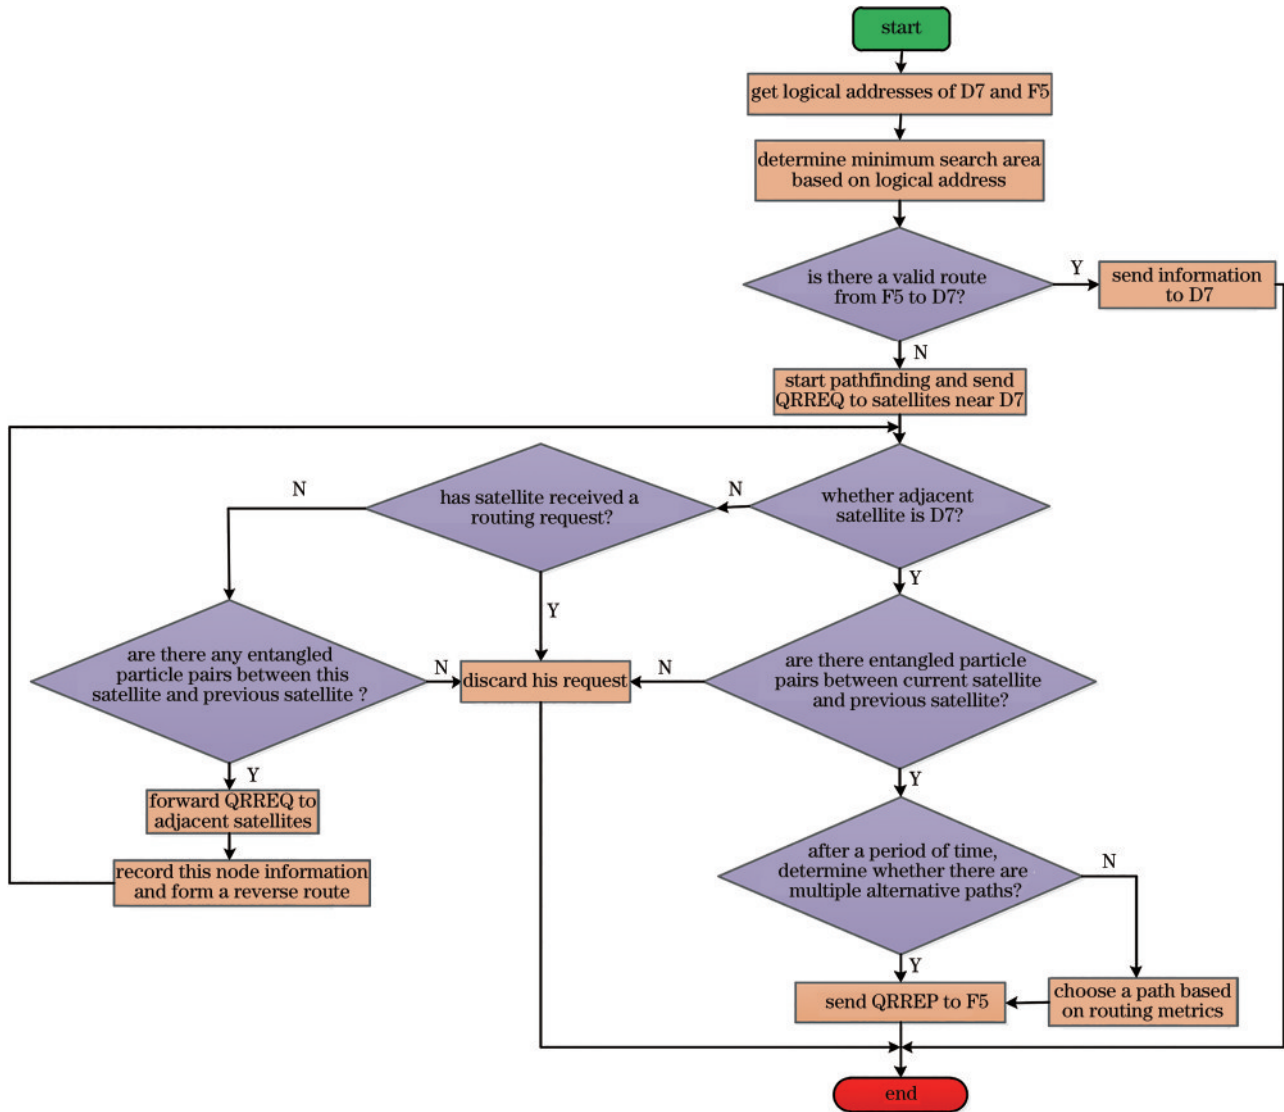 start
get logical addresses of D7 and F5
determine minimum search area
based on logical address
is there a valid route
from F5 to D7?
Y
send information
to D7
N
start pathfinding and send
QRREQ to satellites near D7
whether adjacent
satellite is D7?
N
has satellite received a
routing request?
N
Y
Y
are there any entangled
particle pairs between this
satellite and previous satellite ?
N
discard his request
N
are there entangled particle
pairs between current satellite
and previous satellite?
Y
forward QRREQ to
adjacent satellites
record this node information
and form a reverse route
Y
after a period of time,
determine whether there are
multiple alternative paths?
N
Y
send QRREP to F5
choose a path based
on routing metrics
end